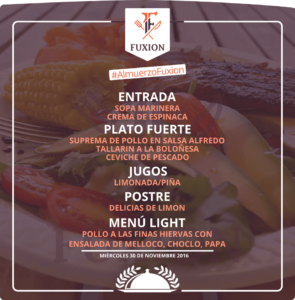 FUXION
#AlmuerzoFuxion
ENTRADA
SOPA MARINERA
CREMA DE ESPINACA
PLATO FUERTE
SUPREMA DE POLLO EN SALSA ALFREDO
TALLARIN A LA BOLOÑESA
CEVICHE DE PESCADO
JUGOS
LIMONADA/PIÑA
POSTRE
DELICIAS DE LIMON
MENÚ LIGHT
POLLO A LAS FINAS HIERVAS CON
ENSALADA DE MELLOCO, CHOCLO, PAPA
MIÉRCOLES 30 DE NOVIEMBRE 2016